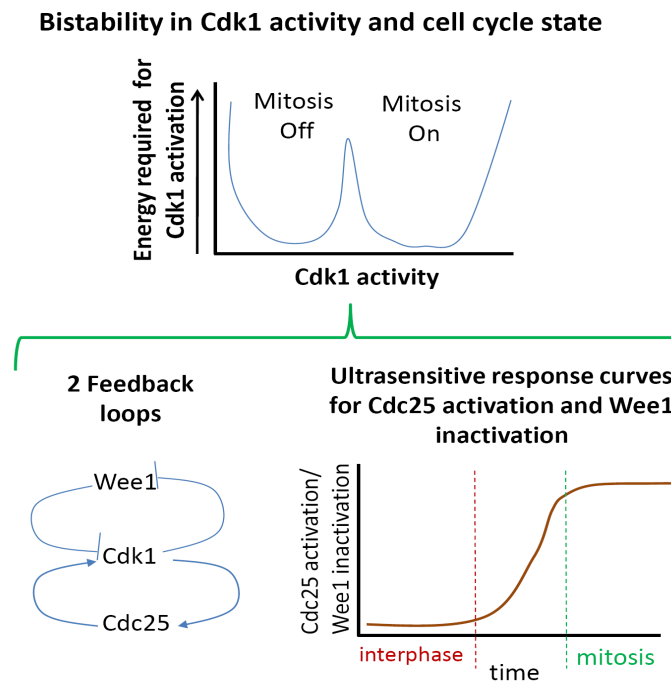 Bistability in Cdk1 activity and cell cycle state
Energy required for
Cdk1 activation
Mitosis
Off
Mitosis
On
Cdk1 activity
2 Feedback
loops
Wee1
Cdk1
Cdc25
Ultrasensitive response curves
for Cdc25 activation and Wee1
inactivation
Cdc25 activation/
Wee1 inactivation
interphase
time
mitosis